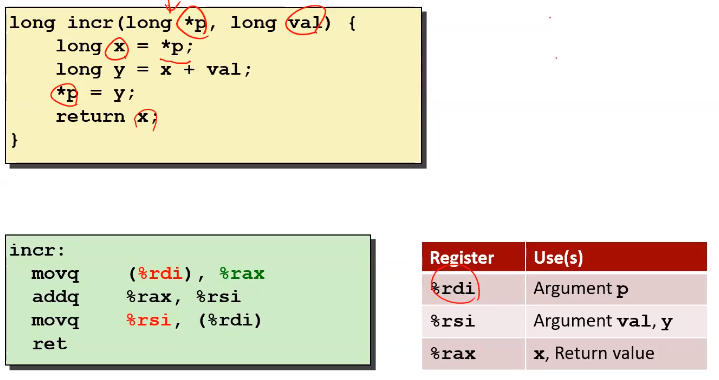 long incr(long *p, long val) {
    long x = *p;
    long y = x + val;
    *p = y;
    return x;
}
incr:
  movq    (%rdi), %rax
  addq    %rax, %rsi
  movq    %rsi, (%rdi)
  ret
Register Use(s)
%rdi Argument p
%rsi Argument val, y
%rax x, Return value